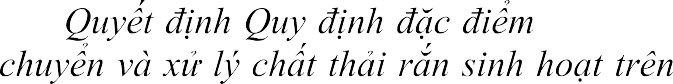 Quyết định Quy định đặc điểm
chuyển và xử lý chất thải rắn sinh hoạt trên